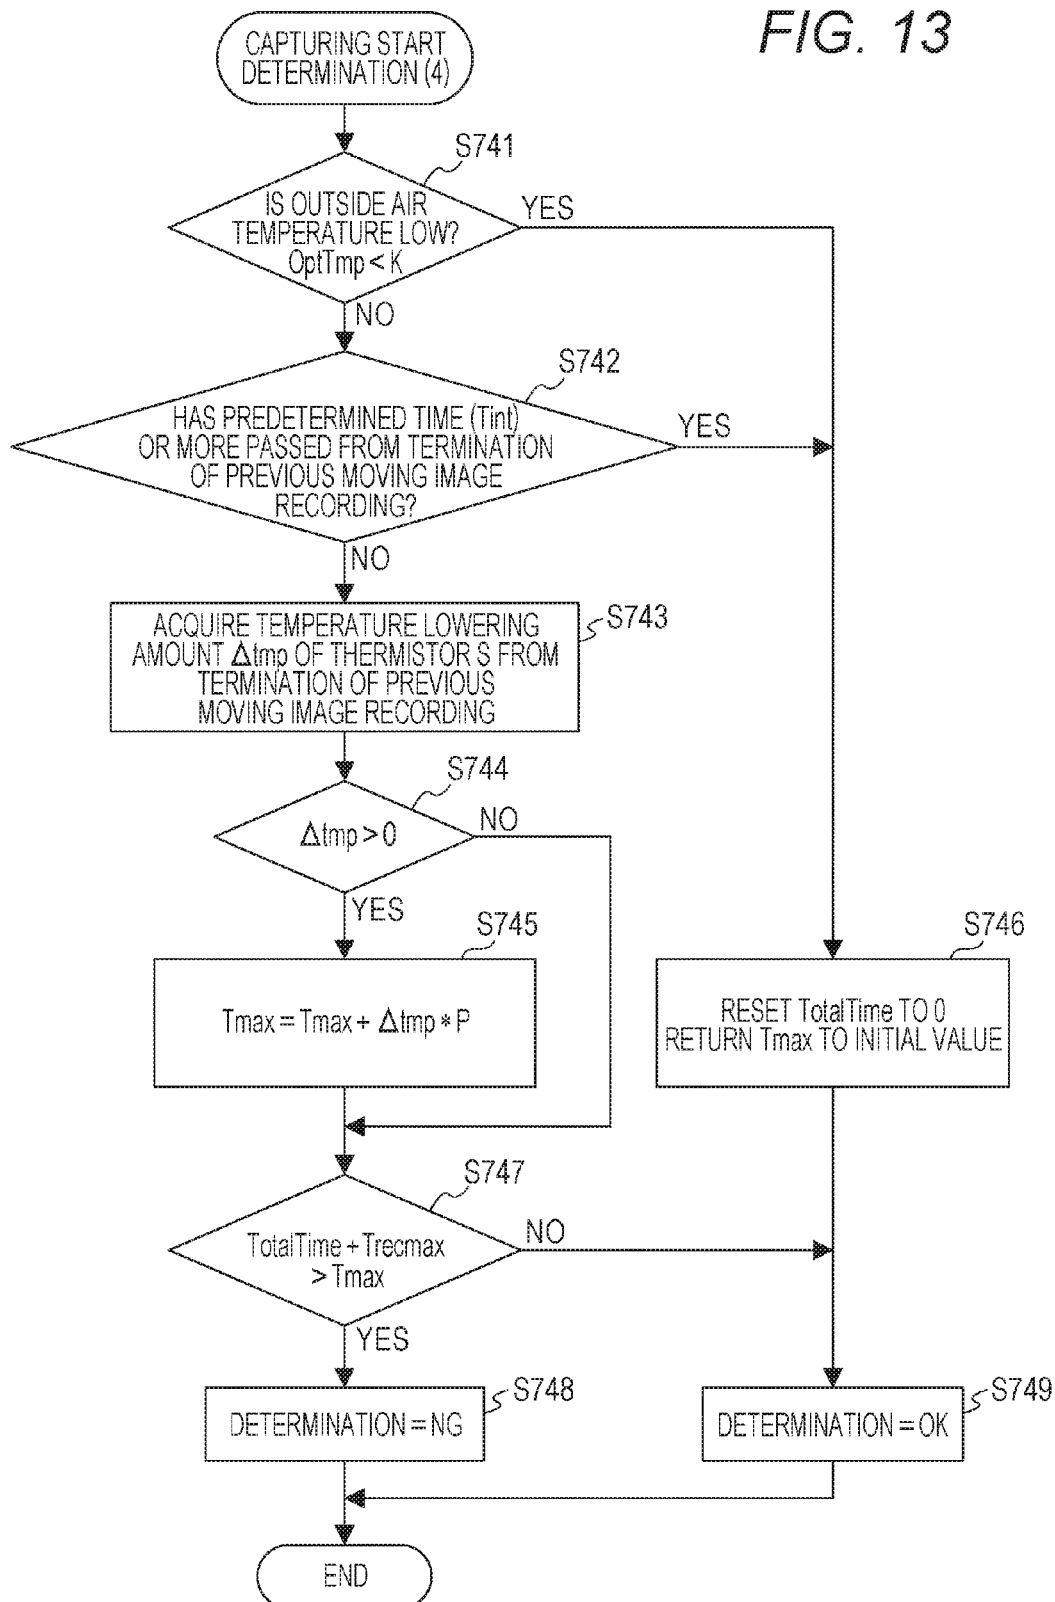 FIG. 13
CAPTURING START
DETERMINATION (4)
S741
IS OUTSIDE AIR
TEMPERATURE LOW?
OptTmp < K
YES
NO
S742
HAS PREDETERMINED TIME (Tint)
OR MORE PASSED FROM TERMINATION
OF PREVIOUS MOVING IMAGE
RECORDING?
YES
NO
S743
ACQUIRE TEMPERATURE LOWERING
AMOUNT Δtmp OF THERMISTOR S FROM
TERMINATION OF PREVIOUS
MOVING IMAGE RECORDING
S744
Δtmp > 0
NO
YES
S745
Tmax = Tmax + Δtmp * P
S746
RESET TotalTime TO 0
RETURN Tmax TO INITIAL VALUE
S747
TotalTime + Trecmax
> Tmax
NO
YES
S748
DETERMINATION = NG
S749
DETERMINATION = OK
END